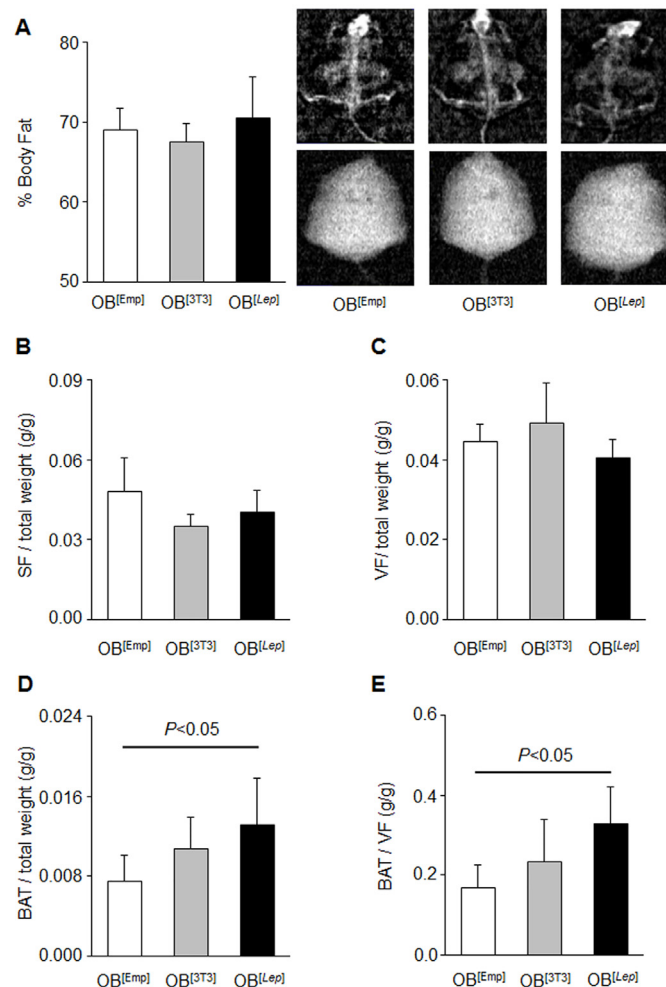 A
80
70
60
50
% Body Fat
OB[Emp] OB[3T3] OB[Lep]
OB[Emp] OB[3T3] OB[Lep]
B
0.09
0.06
0.03
0.00
SF / total weight (g/g)
OB[Emp] OB[3T3] OB[Lep]
C
0.06
0.04
0.02
0.00
VF/ total weight (g/g)
OB[Emp] OB[3T3] OB[Lep]
D
0.024
0.016
0.008
0.000
BAT / total weight (g/g)
P<0.05
OB[Emp] OB[3T3] OB[Lep]
E
0.6
0.4
0.2
0.0
BAT / VF (g/g)
P<0.05
OB[Emp] OB[3T3] OB[Lep]